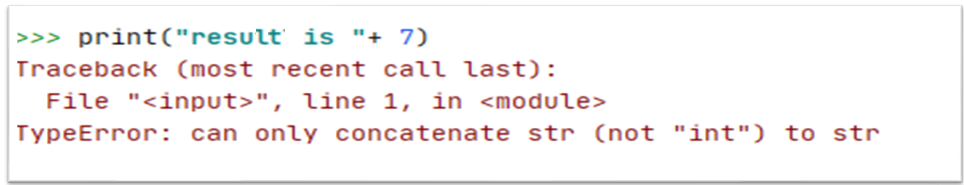 >>> print("result is "+ 7)
Traceback (most recent call last):
  File "<input>", line 1, in <module>
TypeError: can only concatenate str (not "int") to str